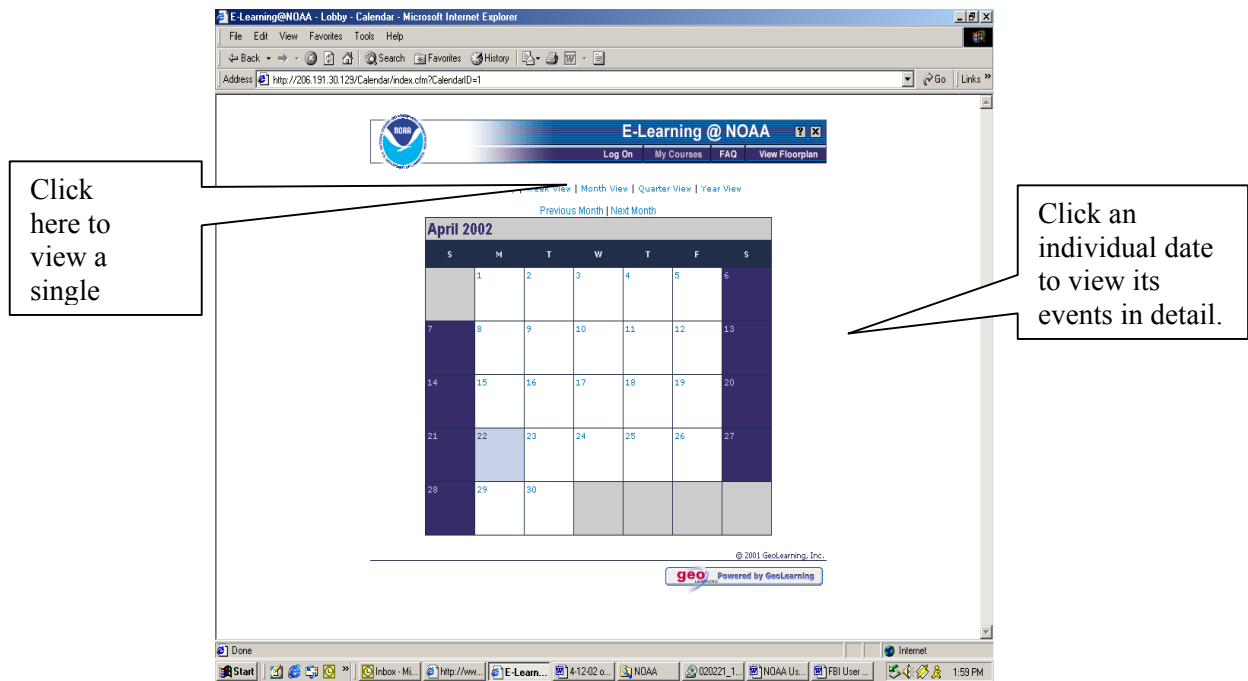 E-Learning@NOAA - Lobby - Calendar - Microsoft Internet Explorer
File Edit View Favorites Tools Help
Back Search Favorites History
Address http://206.191.30.129/Calendar/index.cfm?CalendarID=1 Go Links »
NOAA
E-Learning @ NOAA ? X
Log On My Courses FAQ View Floorplan
Click
here to
view a
single
| Week View | Month View | Quarter View | Year View
Previous Month | Next Month
Click an
individual date
to view its
events in detail.
April 2002
S M T W T F S
1 2 3 4 5 6
7 8 9 10 11 12 13
14 15 16 17 18 19 20
21 22 23 24 25 26 27
28 29 30
© 2001 GeoLearning, Inc.
geo LEARNING Powered by GeoLearning
Done Internet
Start » Inbox - Mi... http://ww... E-Learn... 4-12-02 o... NOAA 020221_1... NOAA Us... FBI User ... 1:59 PM